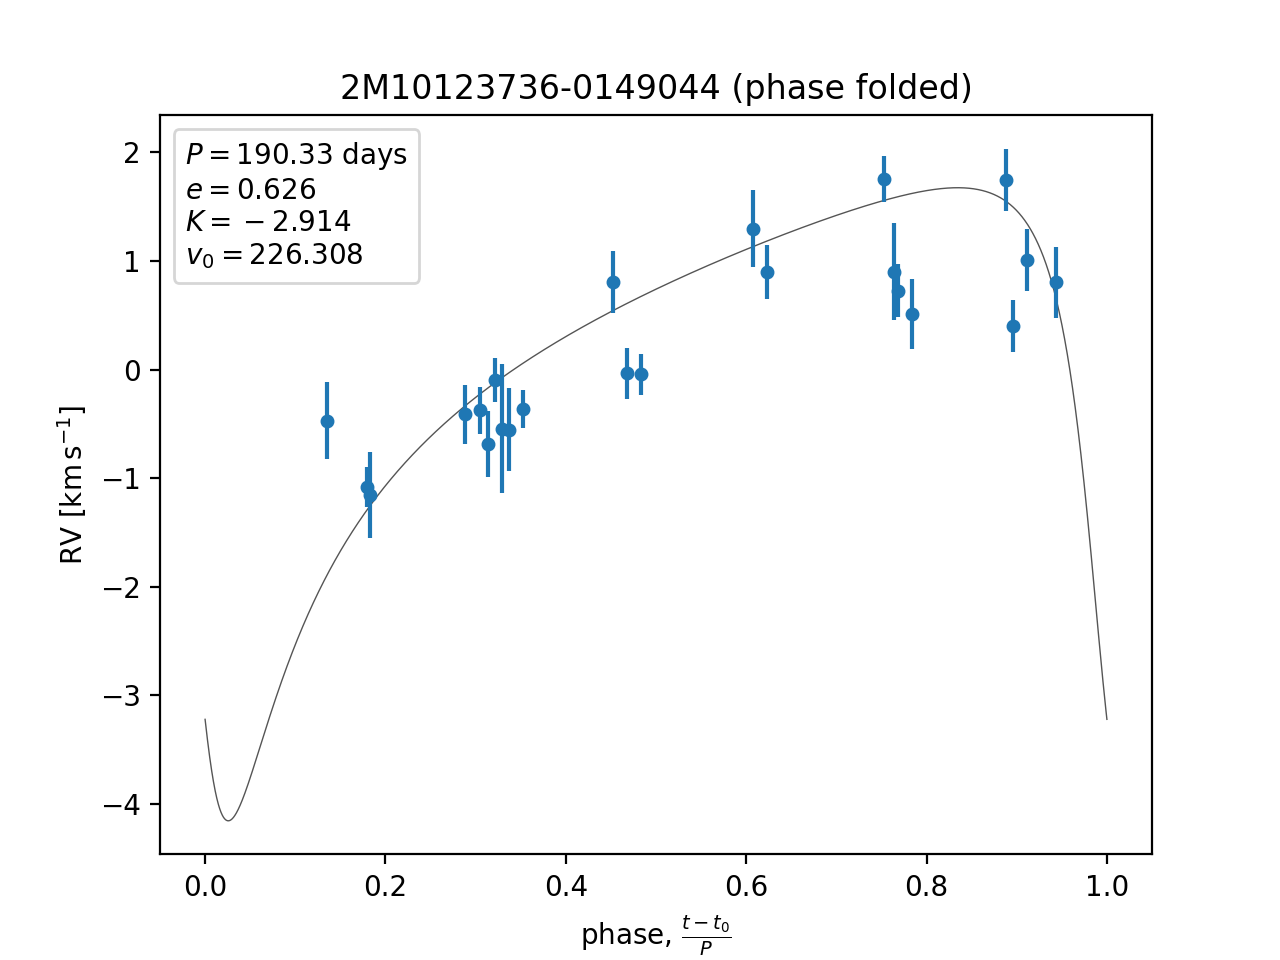 2M10123736-0149044 (phase folded)
P = 190.33 days
e = 0.626
K = − 2.914
v₀ = 226.308
2
1
0
−1
−2
−3
−4
RV [km s⁻¹]
0.0 0.2 0.4 0.6 0.8 1.0
phase, (t − t₀)/P